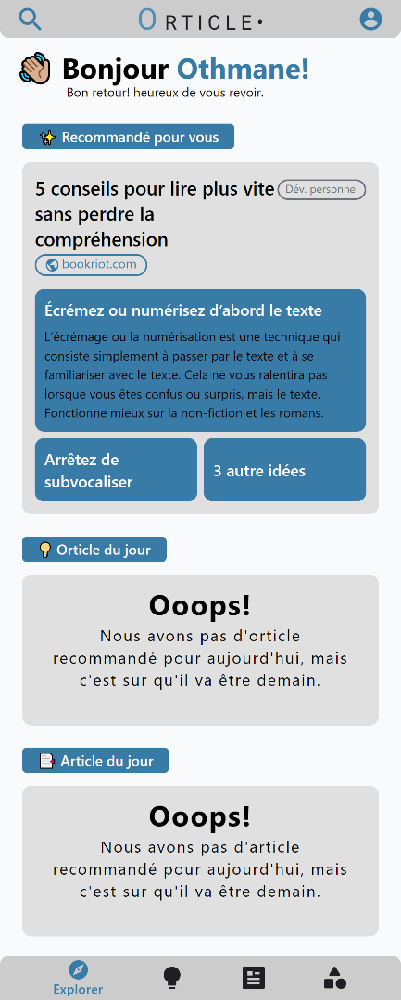 ORTICLE•
Bonjour Othmane!
Bon retour! heureux de vous revoir.
Recommandé pour vous
5 conseils pour lire plus vite
sans perdre la
compréhension
Dév. personnel
bookriot.com
Écrémez ou numérisez d’abord le texte
L’écrémage ou la numérisation est une technique qui
consiste simplement à passer par le texte et à se
familiariser avec le texte. Cela ne vous ralentira pas
lorsque vous êtes confus ou surpris, mais le texte.
Fonctionne mieux sur la non-fiction et les romans.
Arrêtez de
subvocaliser
3 autre idées
Orticle du jour
Ooops!
Nous avons pas d'orticle
recommandé pour aujourd'hui, mais
c'est sur qu'il va être demain.
Article du jour
Ooops!
Nous avons pas d'article
recommandé pour aujourd'hui, mais
c'est sur qu'il va être demain.
Explorer